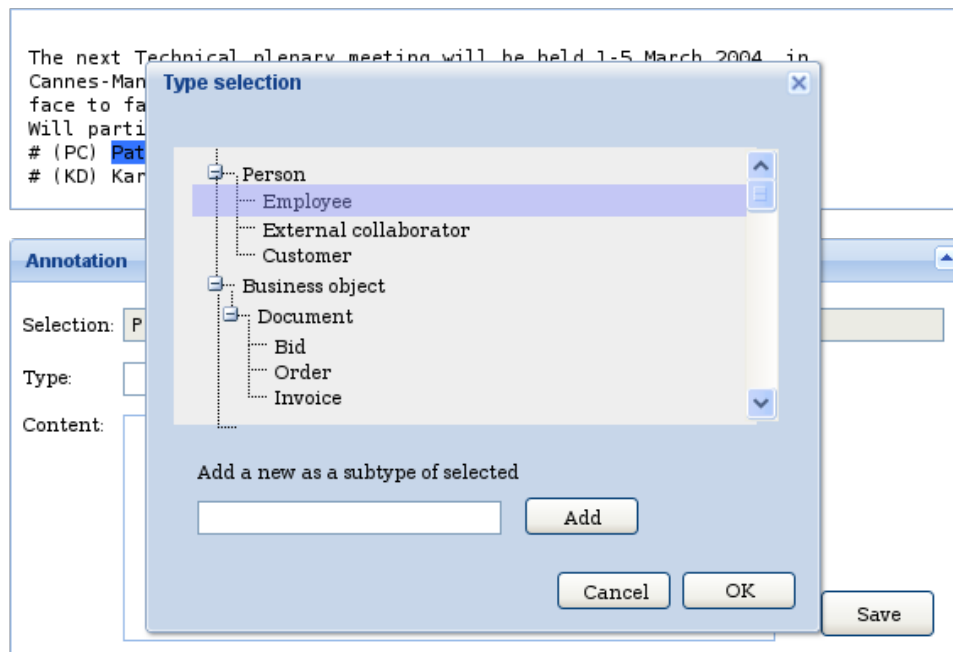 The next Technical plenary meeting will be held 1-5 March 2004, in
Cannes-Man
face to fa
Will parti
# (PC) Pat
# (KD) Kar
Type selection
Person
Employee
External collaborator
Customer
Business object
Document
Bid
Order
Invoice
Add a new as a subtype of selected
Add
Cancel
OK
Annotation
Selection: P
Type:
Content:
Save